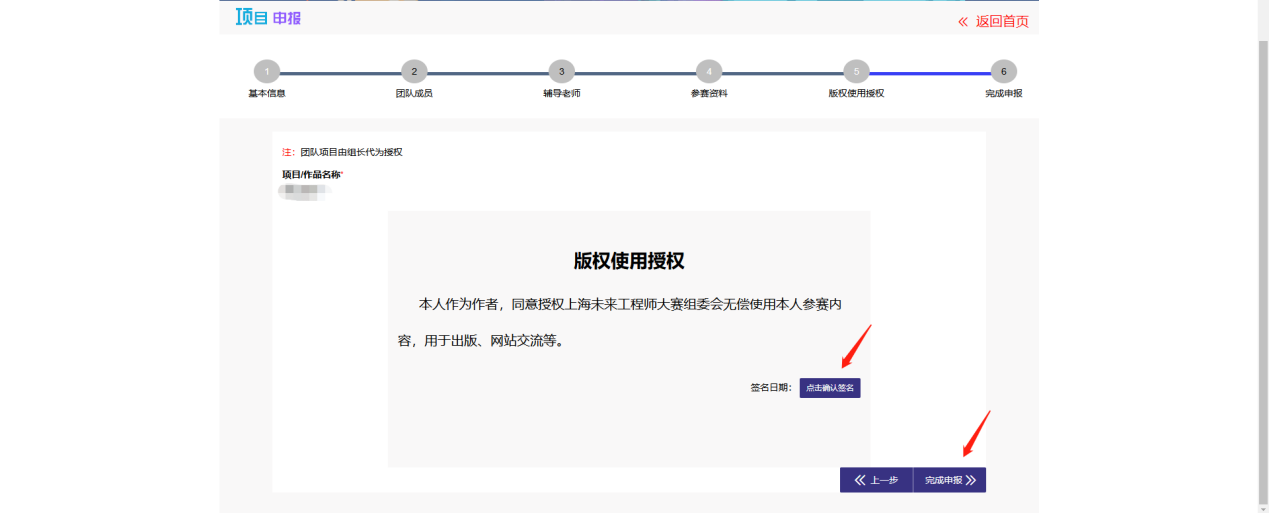 项目 申报
返回首页
1 2 3 4 5 6
基本信息 团队成员 辅导老师 参赛资料 版权使用授权 完成申报
注：团队项目由组长代为授权
项目/作品名称*
版权使用授权
本人作为作者，同意授权上海未来工程师大赛组委会无偿使用本人参赛内
容，用于出版、网站交流等。
签名日期： 点击确认签名
上一步 完成申报